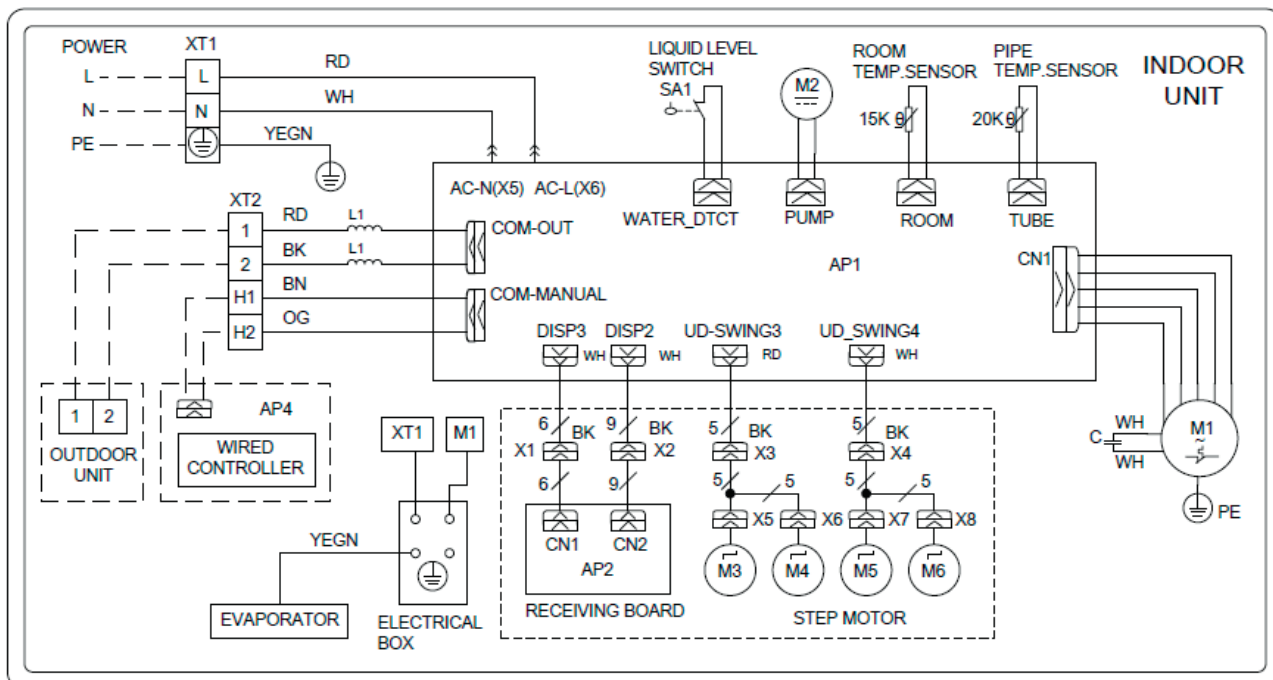 POWER
XT1
L
L
RD
N
N
WH
PE
YEGN
LIQUID LEVEL
SWITCH
SA1
M2
ROOM
TEMP.SENSOR
15K θ
PIPE
TEMP.SENSOR
20K θ
INDOOR
UNIT
AC-N(X5) AC-L(X6)
WATER_DTCT
PUMP
ROOM
TUBE
XT2
1
RD
L1
COM-OUT
2
BK
L1
H1
BN
COM-MANUAL
H2
OG
AP1
CN1
DISP3
WH
DISP2
WH
UD-SWING3
RD
UD_SWING4
WH
1 2
OUTDOOR
UNIT
AP4
WIRED
CONTROLLER
XT1
M1
YEGN
EVAPORATOR
ELECTRICAL
BOX
6
BK
X1
6
9
BK
X2
9
5
BK
X3
5
5
5
BK
X4
5
5
X5
X6
X7
X8
CN1
CN2
AP2
RECEIVING BOARD
M3
M4
M5
M6
STEP MOTOR
WH
C
WH
M1
~
PE